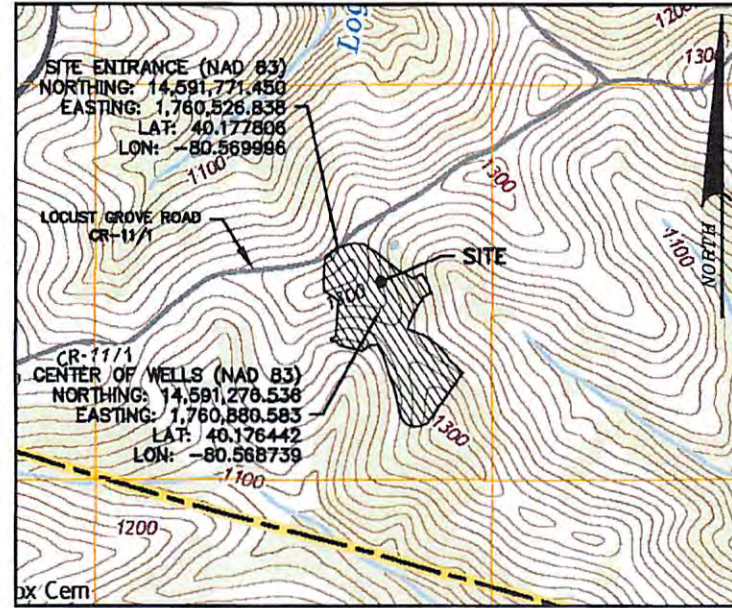 Log
1200
1300
SITE ENTRANCE (NAD 83)
NORTHING: 14,591,771.450
EASTING: 1,760,526.838
LAT: 40.177806
LON: -80.569996
1100
1300
LOCUST GROVE ROAD
CR-11/1
SITE
NORTH
1100
1300
CR-11/1
CENTER OF WELLS (NAD 83)
NORTHING: 14,591,276.536
EASTING: 1,760,880.583
LAT: 40.176442
LON: -80.568739
1300
1100
1200
ox Cem